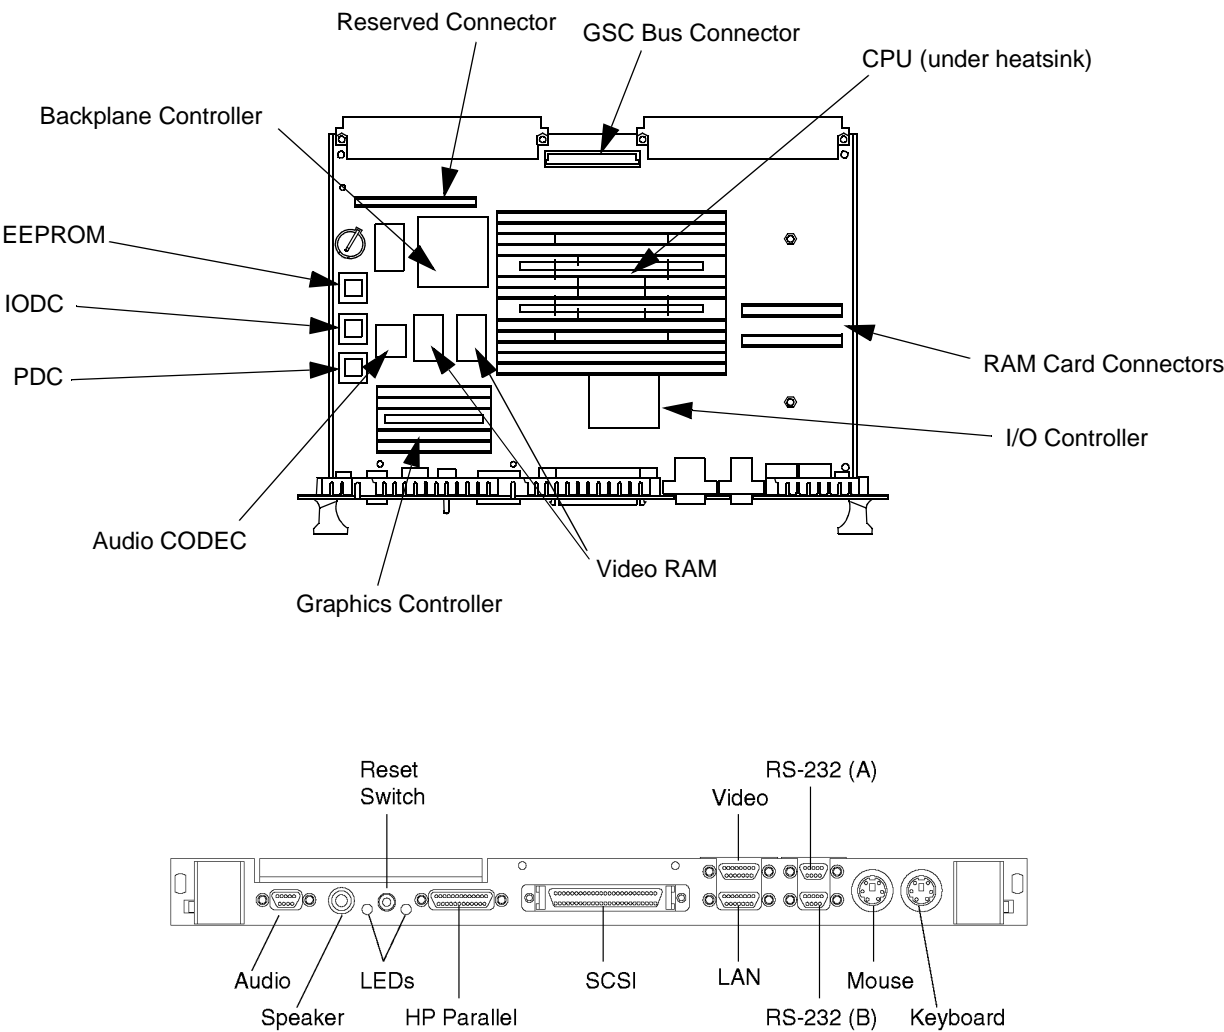 Reserved Connector
GSC Bus Connector
CPU (under heatsink)
Backplane Controller
EEPROM
IODC
PDC
RAM Card Connectors
I/O Controller
Audio CODEC
Video RAM
Graphics Controller
Reset
Switch
Video
RS-232 (A)
Audio
LEDs
SCSI
LAN
Mouse
Speaker
HP Parallel
RS-232 (B)
Keyboard